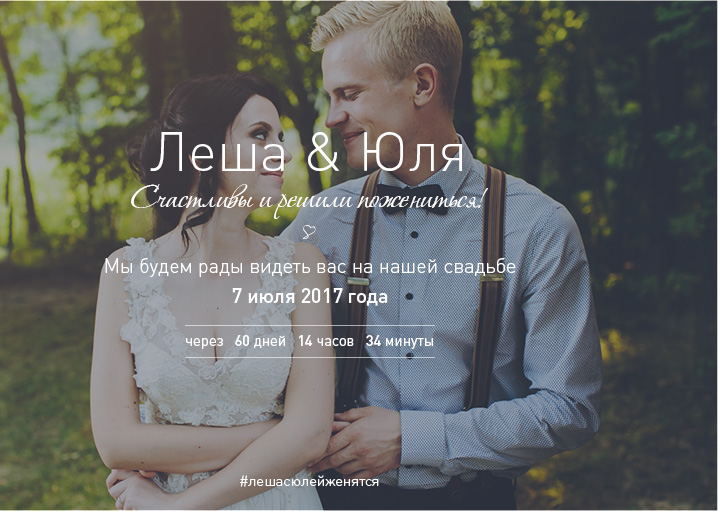 Леша & Юля
Счастливы и решили пожениться!
Мы будем рады видеть вас на нашей свадьбе
7 июля 2017 года
через 60 дней 14 часов 34 минуты
#лешасюлейженятся